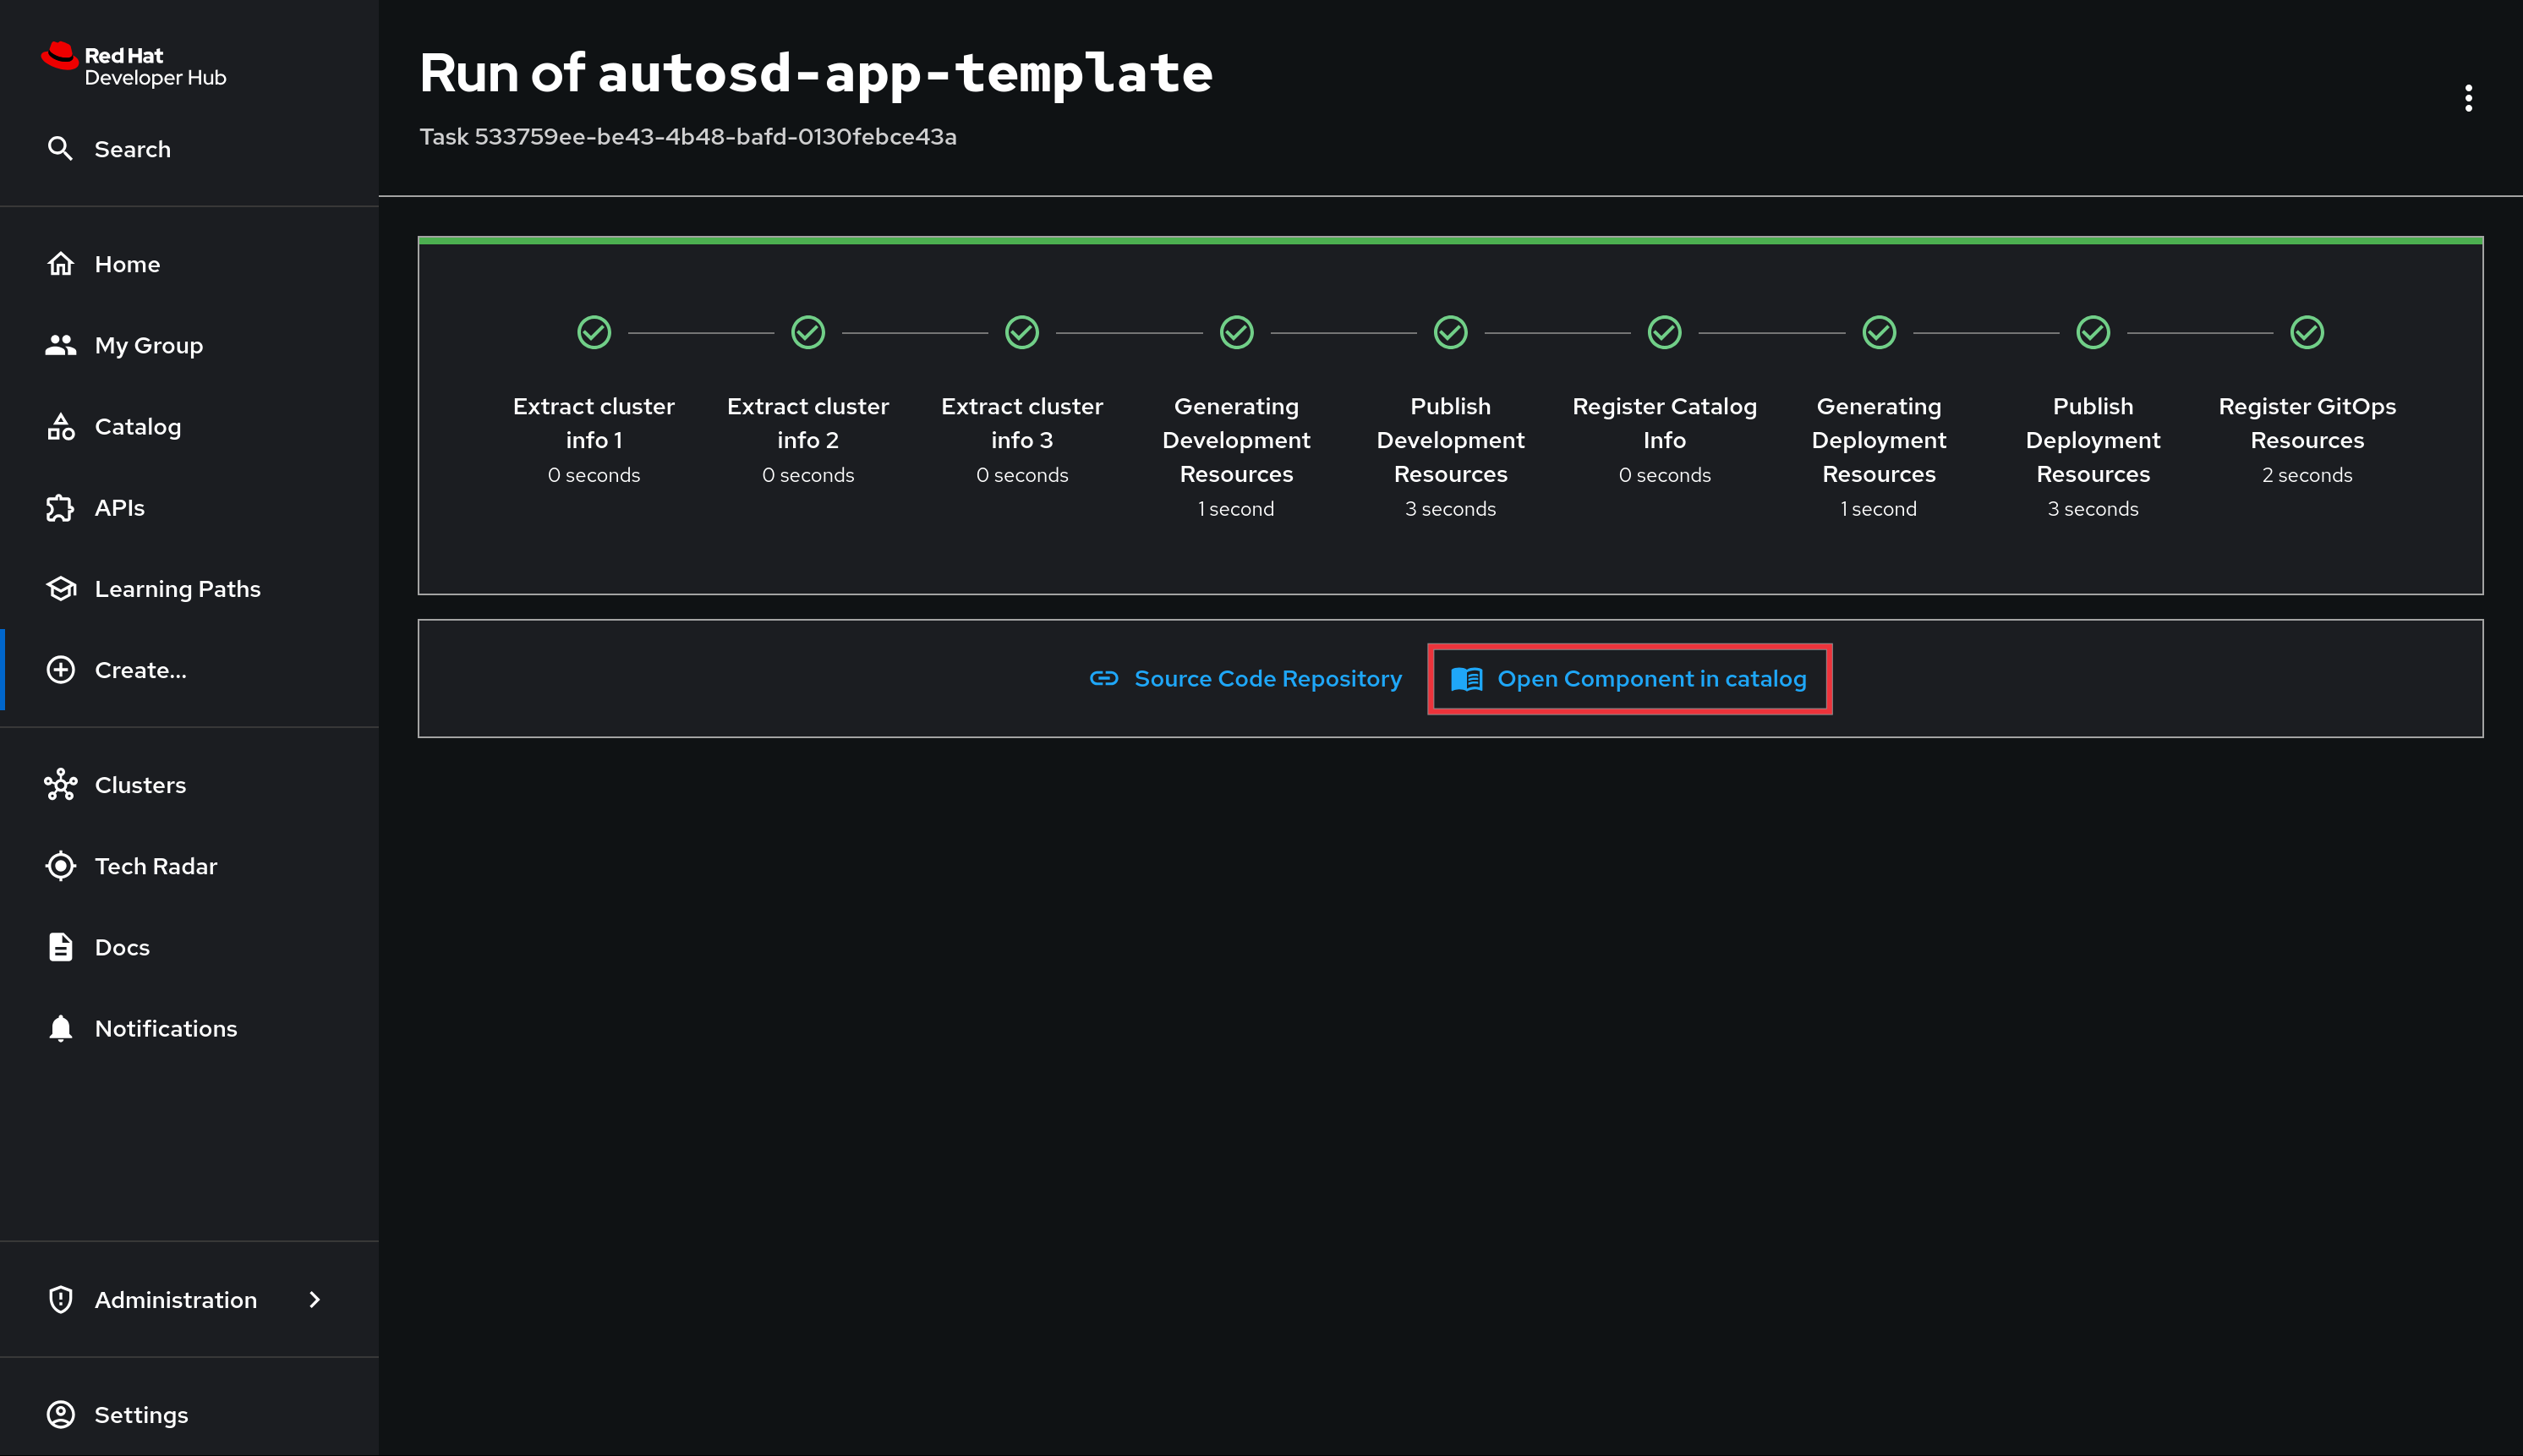 Red Hat
Developer Hub
Search
Home
My Group
Catalog
APIs
Learning Paths
Create...
Clusters
Tech Radar
Docs
Notifications
Administration
Settings
Run of autosd-app-template
Task 533759ee-be43-4b48-bafd-0130febce43a
Extract cluster
info 1
0 seconds
Extract cluster
info 2
0 seconds
Extract cluster
info 3
0 seconds
Generating
Development
Resources
1 second
Publish
Development
Resources
3 seconds
Register Catalog
Info
0 seconds
Generating
Deployment
Resources
1 second
Publish
Deployment
Resources
3 seconds
Register GitOps
Resources
2 seconds
Source Code Repository
Open Component in catalog